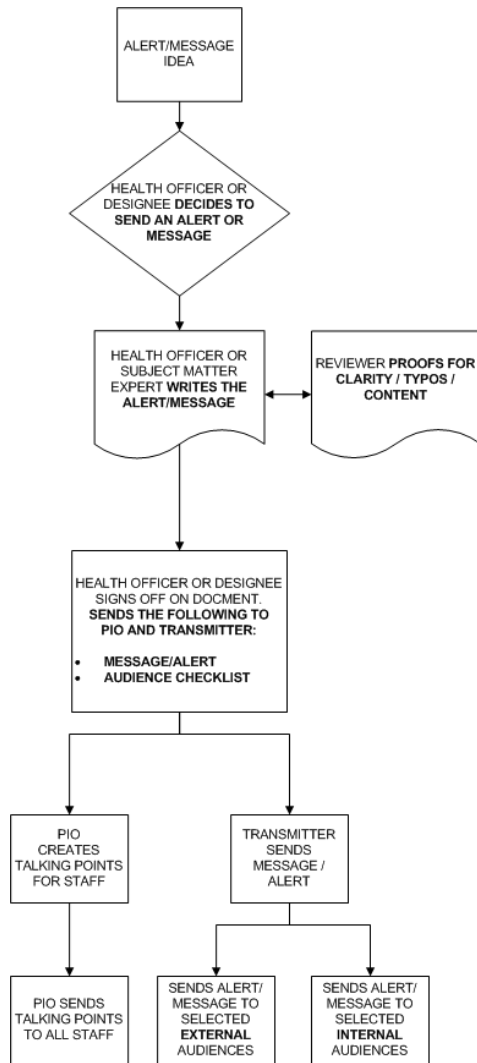 ALERT/MESSAGE
IDEA
HEALTH OFFICER OR
DESIGNEE DECIDES TO
SEND AN ALERT OR
MESSAGE
HEALTH OFFICER OR
SUBJECT MATTER
EXPERT WRITES THE
ALERT/MESSAGE
REVIEWER PROOFS FOR
CLARITY / TYPOS /
CONTENT
HEALTH OFFICER OR DESIGNEE
SIGNS OFF ON DOCMENT.
SENDS THE FOLLOWING TO
PIO AND TRANSMITTER:
• MESSAGE/ALERT
• AUDIENCE CHECKLIST
PIO
CREATES
TALKING POINTS
FOR STAFF
TRANSMITTER
SENDS
MESSAGE /
ALERT
PIO SENDS
TALKING POINTS
TO ALL STAFF
SENDS ALERT/
MESSAGE TO
SELECTED
EXTERNAL
AUDIENCES
SENDS ALERT/
MESSAGE TO
SELECTED
INTERNAL
AUDIENCES